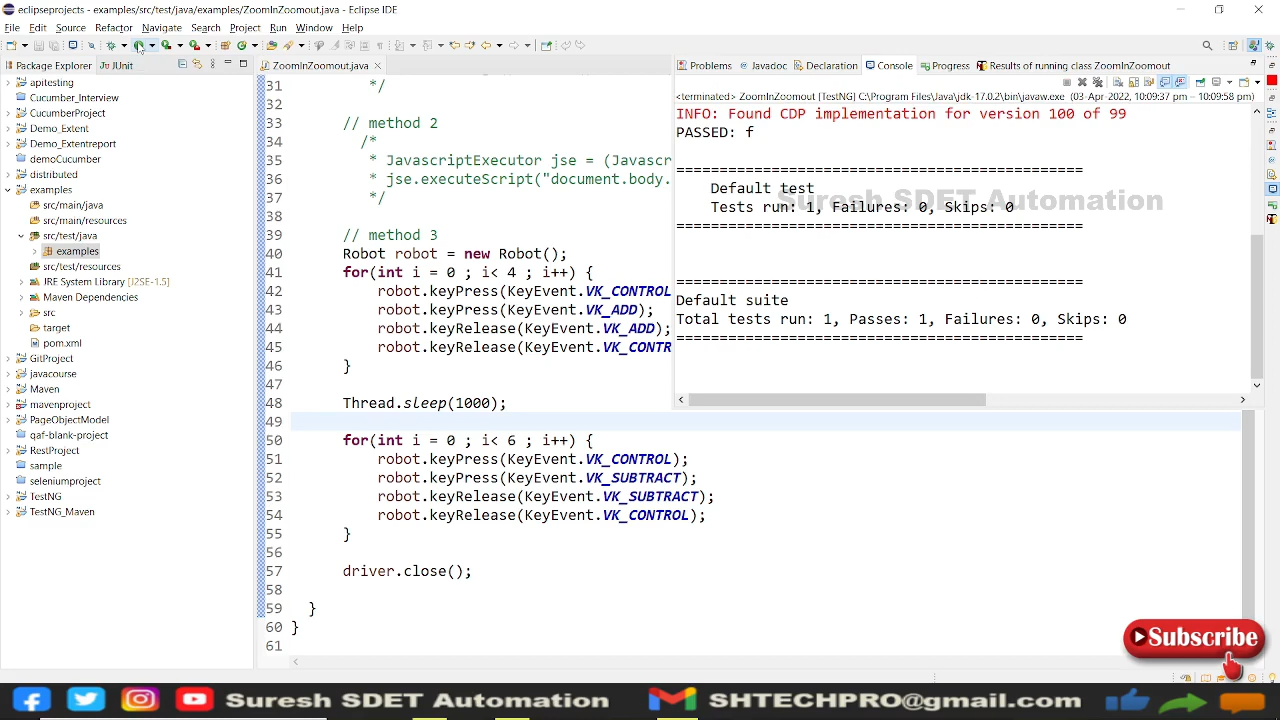 eclipseprojects - examples/src/test/java/examples/ZoomInZoomout.java - Eclipse IDE
File Edit Source Refactor Navigate Search Project Run Window Help
Package Explorer JUnit
apitesting
Cucumber_Interview
CucumberProject
Demo_Extent
Demo_Extentreport
demoCucumber
distributed
examples
src/main/java
src/main/resources
src/test/java
examples
src/test/resources
JRE System Library [J2SE-1.5]
Maven Dependencies
src
target
pom.xml
GitProject
javacourse
Maven
mavenproject
PageObjectModel
qaf-blank-project
RestProject
sample
seleniumproject
TestNG
TestNG_Maven
ZoomInZoomout.java
31 */
32
33 // method 2
34 /*
35 * JavascriptExecutor jse = (Javasc
36 * jse.executeScript("document.body.
37 */
38
39 // method 3
40 Robot robot = new Robot();
41 for(int i = 0 ; i< 4 ; i++) {
42 robot.keyPress(KeyEvent.VK_CONTROL
43 robot.keyPress(KeyEvent.VK_ADD);
44 robot.keyRelease(KeyEvent.VK_ADD);
45 robot.keyRelease(KeyEvent.VK_CONTR
46 }
47
48 Thread.sleep(1000);
49
50 for(int i = 0 ; i< 6 ; i++) {
51 robot.keyPress(KeyEvent.VK_CONTROL);
52 robot.keyPress(KeyEvent.VK_SUBTRACT);
53 robot.keyRelease(KeyEvent.VK_SUBTRACT);
54 robot.keyRelease(KeyEvent.VK_CONTROL);
55 }
56
57 driver.close();
58
59 }
60 }
61
Problems Javadoc Declaration Console Progress Results of running class ZoomInZoomout
<terminated> ZoomInZoomout [TestNG] C:\Program Files\Java\jdk-17.0.2\bin\javaw.exe (03-Apr-2022, 10:09:37 pm – 10:09:58 pm)
INFO: Found CDP implementation for version 100 of 99
PASSED: f
===============================================
Default test
Tests run: 1, Failures: 0, Skips: 0
===============================================
===============================================
Default suite
Total tests run: 1, Passes: 1, Failures: 0, Skips: 0
===============================================
Suresh SDET Automation
Subscribe
Suresh SDET Automation SHTECHPRO@gmail.com